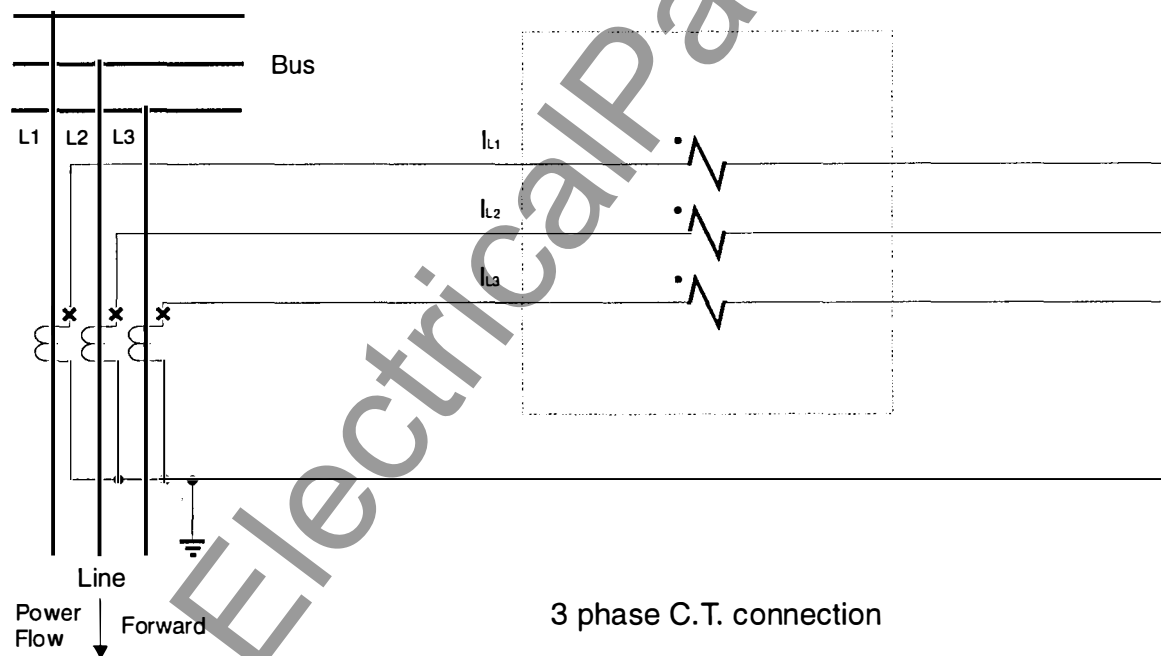 Bus
L1 L2 L3
IL1
IL2
IL3
Line
Power
Flow
Forward
3 phase C.T. connection
ElectricalPa